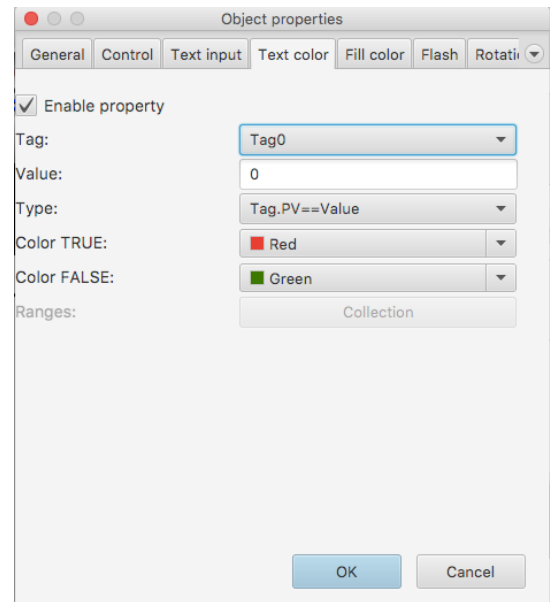 Object properties
General Control Text input Text color Fill color Flash Rotati
Enable property
Tag: Tag0
Value: 0
Type: Tag.PV==Value
Color TRUE: Red
Color FALSE: Green
Ranges: Collection
OK Cancel